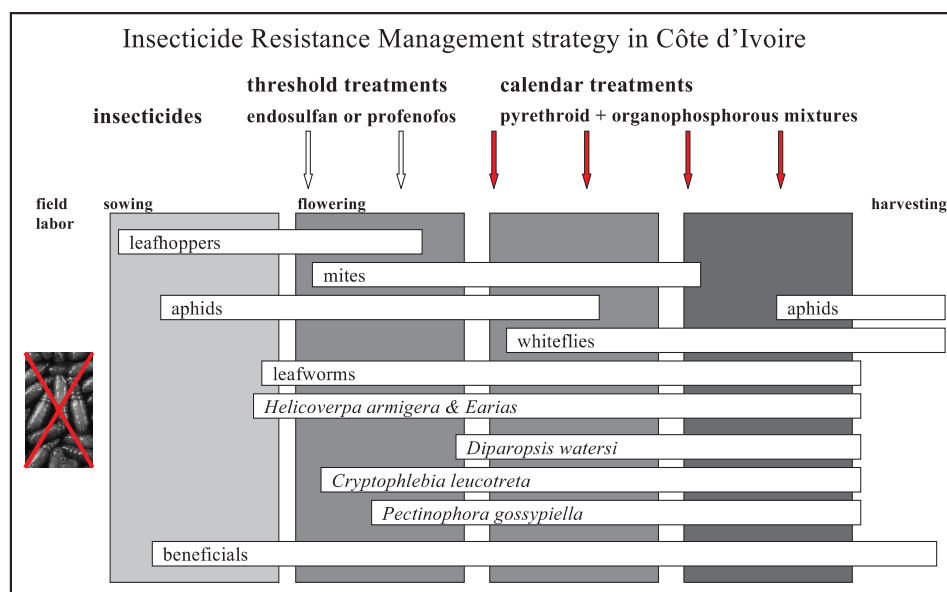 Insecticide Resistance Management strategy in Côte d'Ivoire
threshold treatments
calendar treatments
insecticides
endosulfan or profenofos
pyrethroid + organophosphorous mixtures
field
labor
sowing
flowering
harvesting
leafhoppers
mites
aphids
aphids
whiteflies
leafworms
Helicoverpa armigera & Earias
Diparopsis watersi
Cryptophlebia leucotreta
Pectinophora gossypiella
beneficials